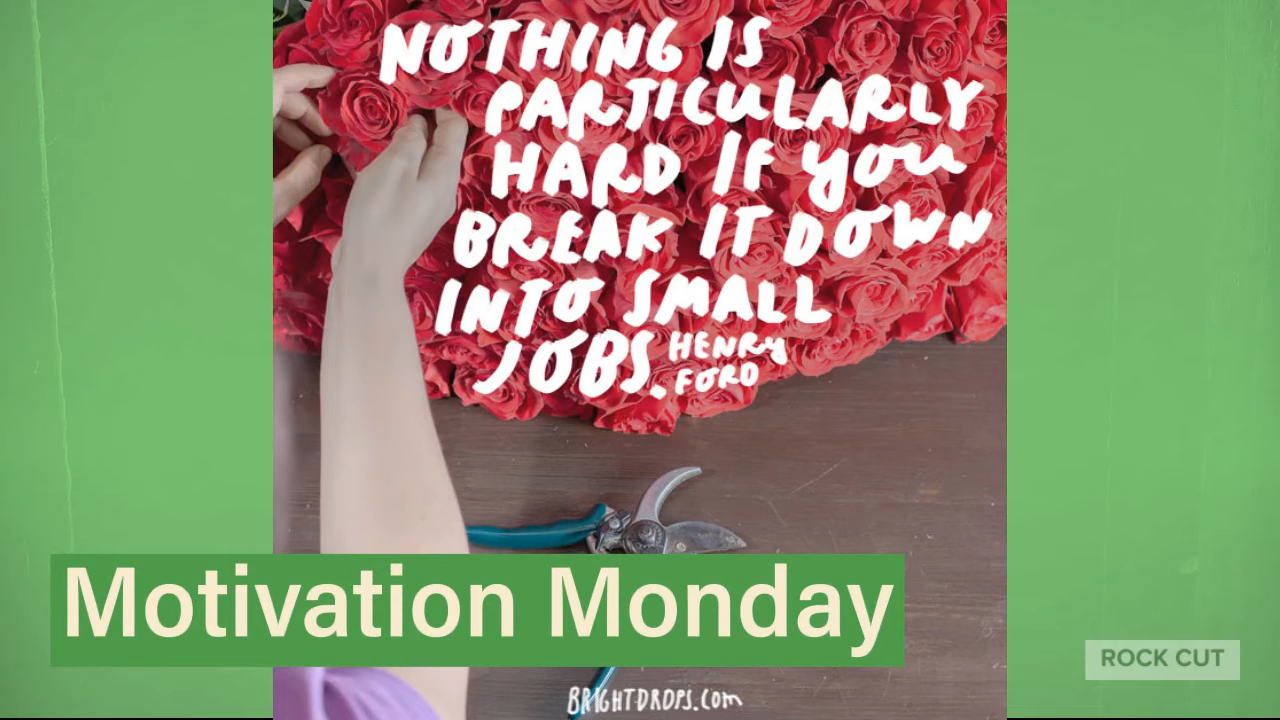 NOTHING IS
PARTICULARLY
HARD IF you
BREAK IT DOWN
INTO SMALL
JOBS.
HENRY
FORD
Motivation Monday
ROCK CUT
BRIGHTDROPS.com